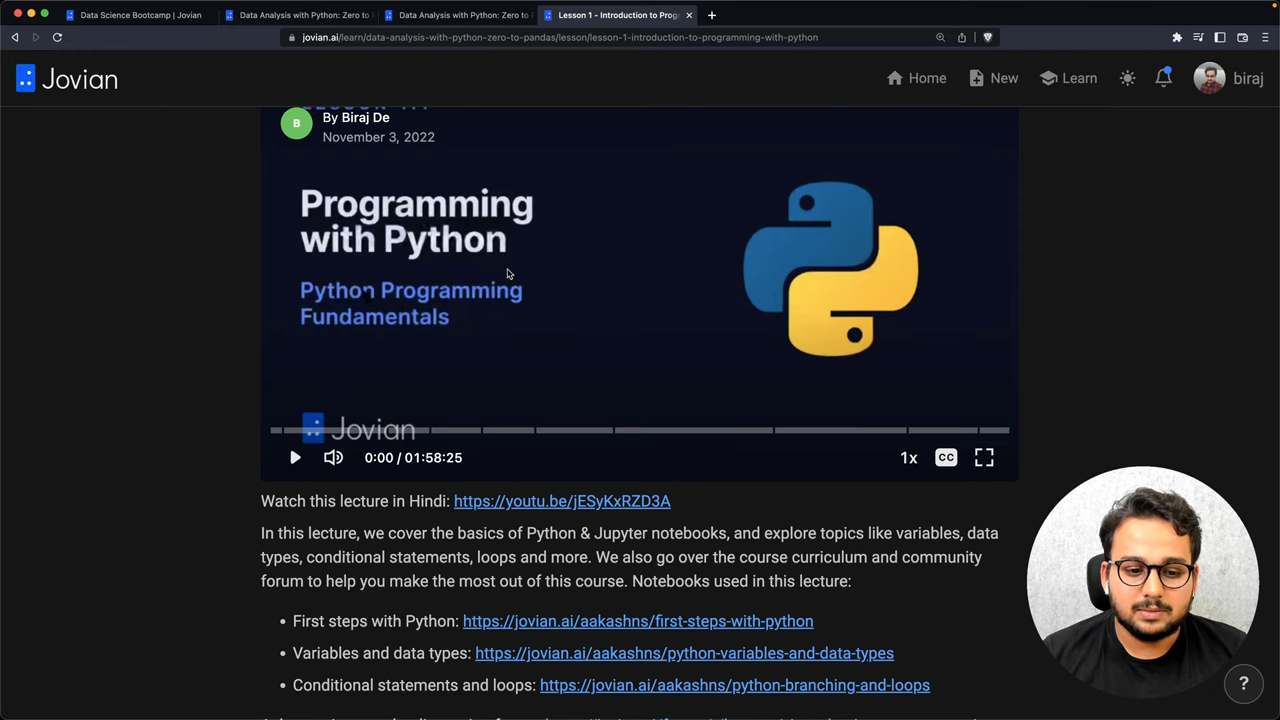 Data Science Bootcamp | Jovian
Data Analysis with Python: Zero to
Data Analysis with Python: Zero to
Lesson 1 - Introduction to Prog
jovian.ai/learn/data-analysis-with-python-zero-to-pandas/lesson/lesson-1-introduction-to-programming-with-python
Jovian
Home
New
Learn
biraj
B
By Biraj De
November 3, 2022
Programming
with Python
Python Programming
Fundamentals
Jovian
0:00 / 01:58:25
1x
CC
Watch this lecture in Hindi: https://youtu.be/jESyKxRZD3A
In this lecture, we cover the basics of Python & Jupyter notebooks, and explore topics like variables, data
types, conditional statements, loops and more. We also go over the course curriculum and community
forum to help you make the most out of this course. Notebooks used in this lecture:
• First steps with Python: https://jovian.ai/aakashns/first-steps-with-python
• Variables and data types: https://jovian.ai/aakashns/python-variables-and-data-types
• Conditional statements and loops: https://jovian.ai/aakashns/python-branching-and-loops
?